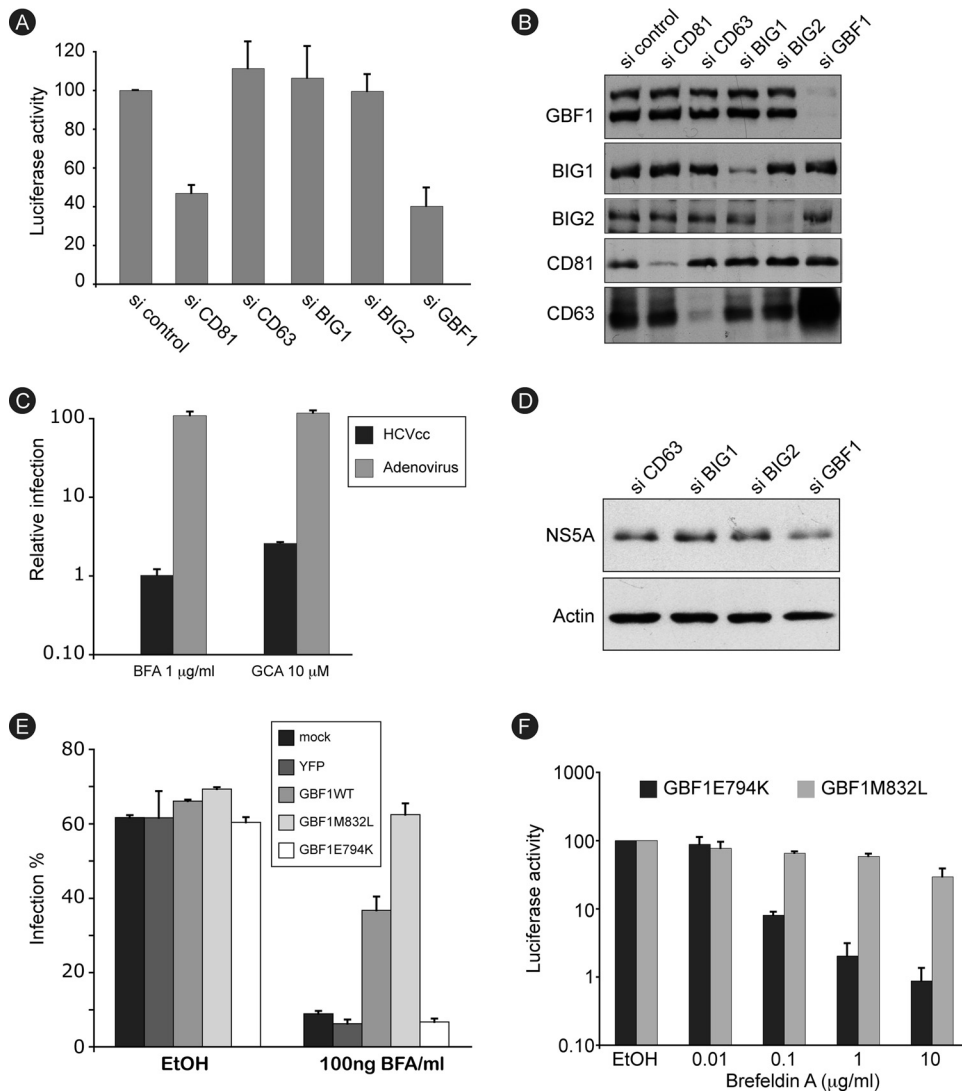 A
Luciferase activity
120
100
80
60
40
20
0
si control
si CD81
si CD63
si BIG1
si BIG2
si GBF1
B
si control
si CD81
si CD63
si BIG1
si BIG2
si GBF1
GBF1
BIG1
BIG2
CD81
CD63
C
Relative infection
100
10
1
0.10
BFA 1 μg/ml
GCA 10 μM
HCVcc
Adenovirus
D
si CD63
si BIG1
si BIG2
si GBF1
NS5A
Actin
E
Infection %
80
60
40
20
0
EtOH
100ng BFA/ml
mock
YFP
GBF1WT
GBF1M832L
GBF1E794K
F
Luciferase activity
1000
100
10
1
0.10
GBF1E794K
GBF1M832L
EtOH
0.01
0.1
1
10
Brefeldin A (μg/ml)